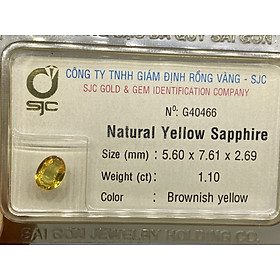 SJC
CÔNG TY TNHH GIÁM ĐỊNH RỒNG VÀNG - SJC
SJC GOLD & GEM IDENTIFICATION COMPANY
Nº: G40466
Natural Yellow Sapphire
Size (mm) : 5.60 x 7.61 x 2.69
Weight (ct) : 1.10
Color : Brownish yellow
SAI GON JEWELRY HOLDING CO.